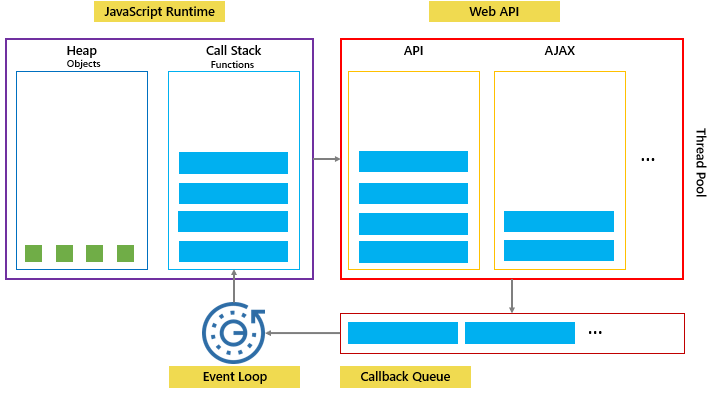 JavaScript Runtime
Web API
Heap
Objects
Call Stack
Functions
API
AJAX
...
Thread Pool
...
Event Loop
Callback Queue